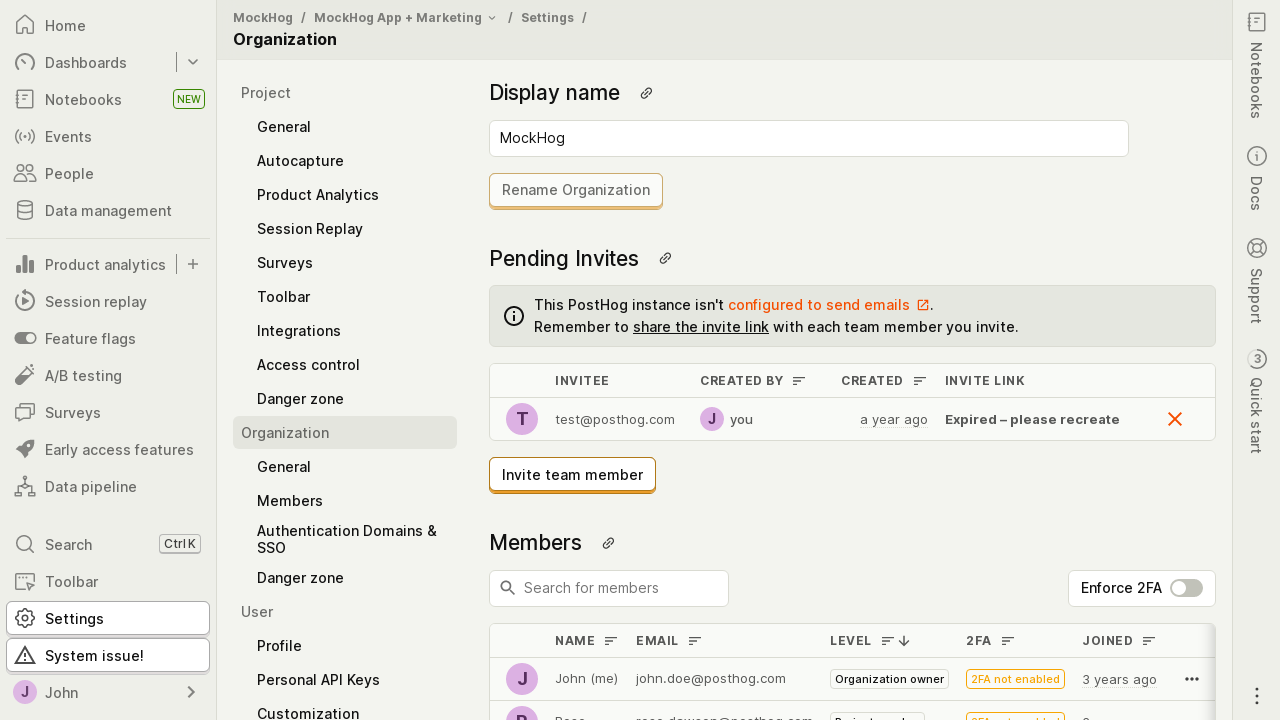 Home
Dashboards
Notebooks
NEW
Events
People
Data management
Product analytics
Session replay
Feature flags
A/B testing
Surveys
Early access features
Data pipeline
Search
Ctrl K
Toolbar
Settings
System issue!
J
John
MockHog / MockHog App + Marketing / Settings /
Organization
Project
General
Autocapture
Product Analytics
Session Replay
Surveys
Toolbar
Integrations
Access control
Danger zone
Organization
General
Members
Authentication Domains &
SSO
Danger zone
User
Profile
Personal API Keys
Customization
Display name
MockHog
Rename Organization
Pending Invites
This PostHog instance isn't configured to send emails .
Remember to share the invite link with each team member you invite.
INVITEE CREATED BY CREATED INVITE LINK
T test@posthog.com J you a year ago Expired – please recreate
Invite team member
Members
Search for members
Enforce 2FA
NAME EMAIL LEVEL 2FA JOINED
J John (me) john.doe@posthog.com Organization owner 2FA not enabled 3 years ago
Notebooks
Docs
Support
3
Quick start